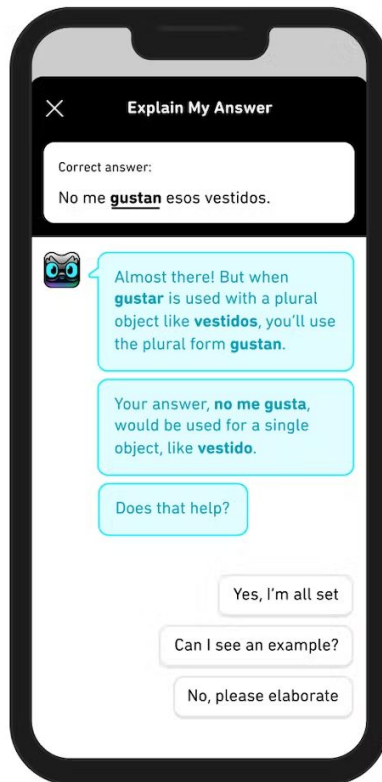 Explain My Answer
Correct answer:
No me gustan esos vestidos.
Almost there! But when
gustar is used with a plural
object like vestidos, you'll use
the plural form gustan.
Your answer, no me gusta,
would be used for a single
object, like vestido.
Does that help?
Yes, I'm all set
Can I see an example?
No, please elaborate